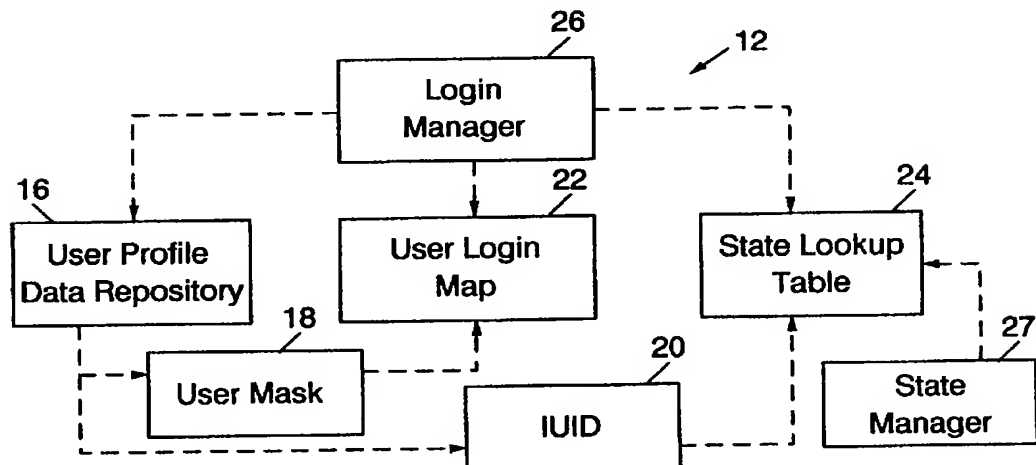 26
12
Login
Manager
16
22
24
User Profile
Data Repository
User Login
Map
State Lookup
Table
18
20
27
User Mask
IUID
State
Manager